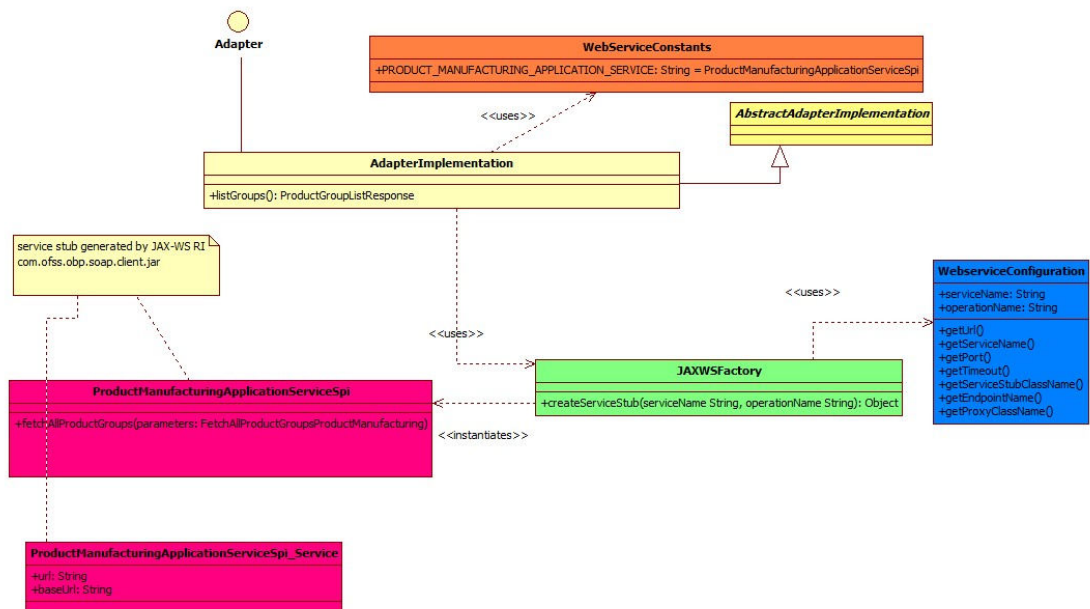 Adapter
WebServiceConstants
+PRODUCT_MANUFACTURING_APPLICATION_SERVICE: String = ProductManufacturingApplicationServiceSpi
<<uses>>
AbstractAdapterImplementation
AdapterImplementation
+listGroups(): ProductGroupListResponse
service stub generated by JAX-WS RI
com.ofss.obp.soap.client.jar
WebserviceConfiguration
+serviceName: String
+operationName: String
+getUrl()
+getServiceName()
+getPort()
+getTimeout()
+getServiceStubClassName()
+getEndpointName()
+getProxyClassName()
<<uses>>
<<uses>>
JAXWSFactory
+createServiceStub(serviceName String, operationName String): Object
ProductManufacturingApplicationServiceSpi
+fetchAllProductGroups(parameters: FetchAllProductGroupsProductManufacturing)
<<instantiates>>
ProductManufacturingApplicationServiceSpi_Service
+url: String
+baseUrl: String